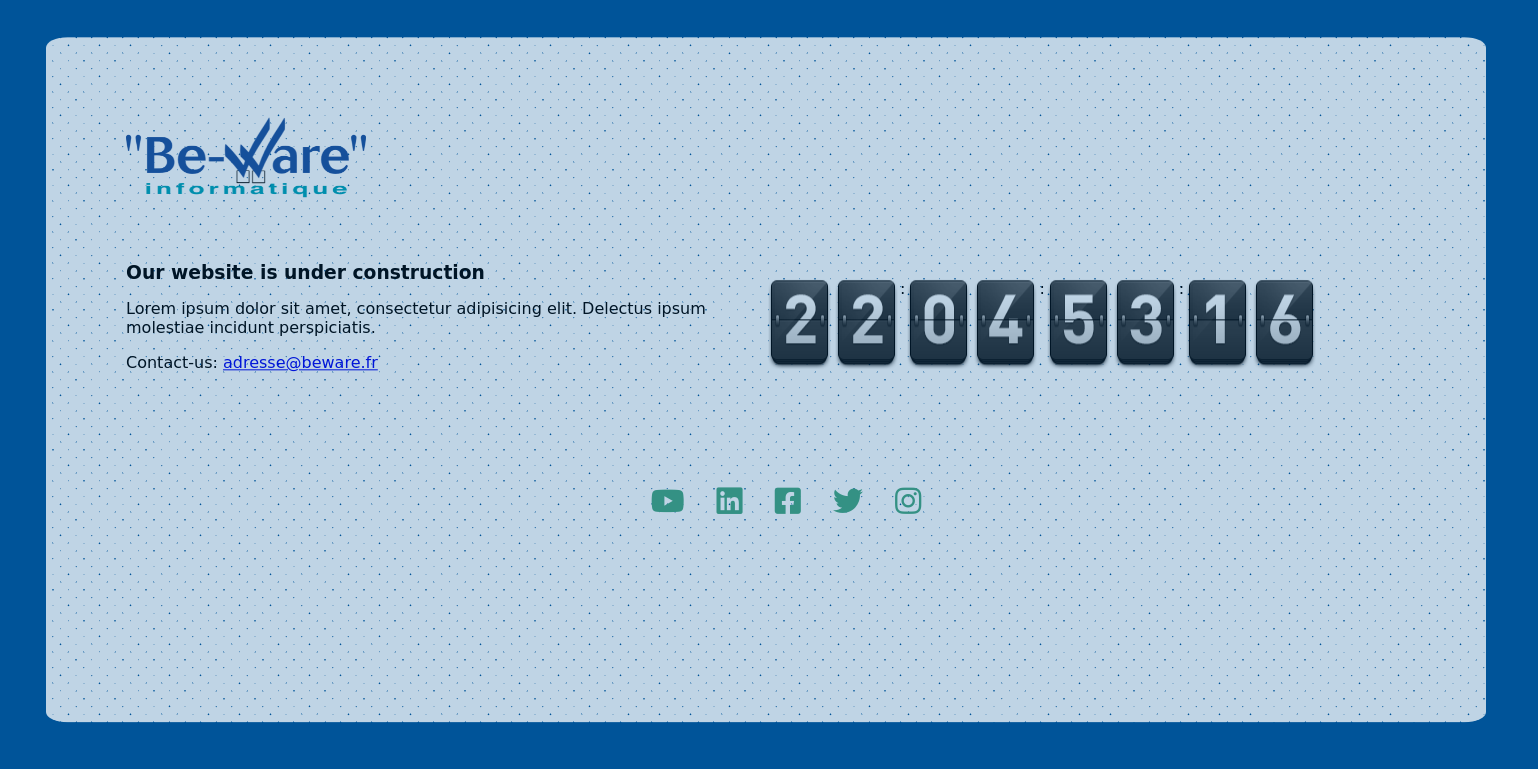 "Be-Ware"
informatique
Our website is under construction
Lorem ipsum dolor sit amet, consectetur adipisicing elit. Delectus ipsum
molestiae incidunt perspiciatis.
Contact-us: adresse@beware.fr
22:04:53:16